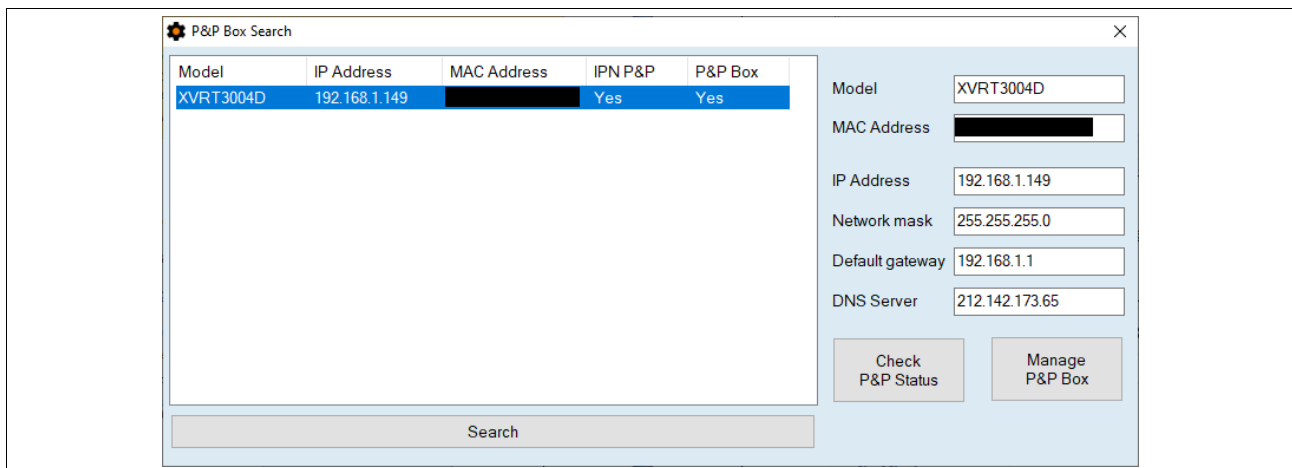 P&P Box Search
Model IP Address MAC Address IPN P&P P&P Box
XVRT3004D 192.168.1.149 Yes Yes
Model XVRT3004D
MAC Address
IP Address 192.168.1.149
Network mask 255.255.255.0
Default gateway 192.168.1.1
DNS Server 212.142.173.65
Check
P&P Status
Manage
P&P Box
Search